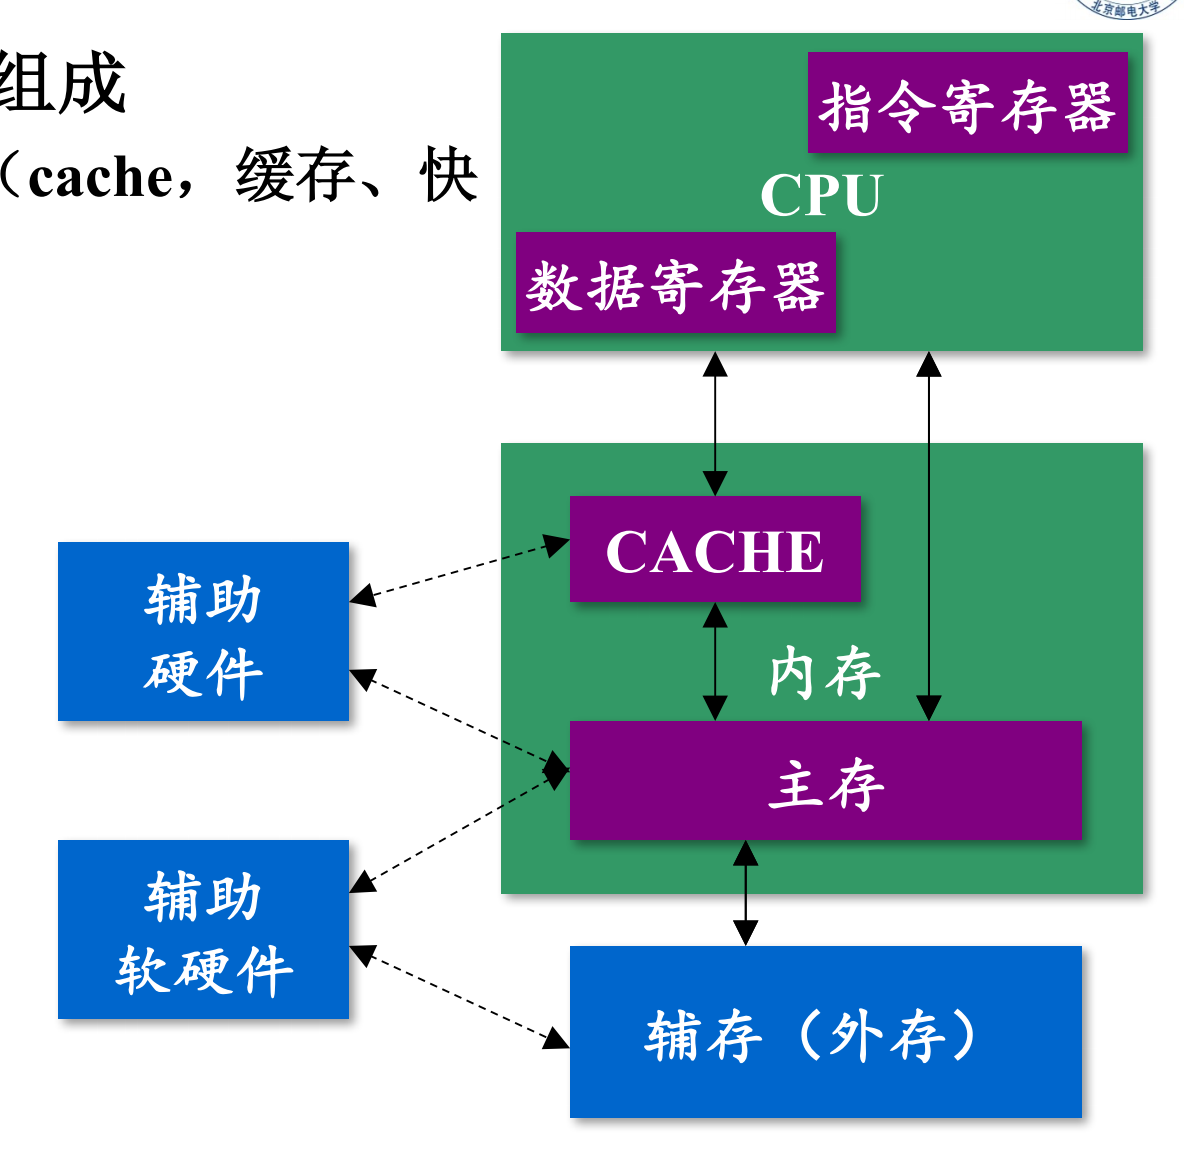 北京邮电大学
组成
（cache，缓存、快
指令寄存器
CPU
数据寄存器
CACHE
辅助
硬件
内存
主存
辅助
软硬件
辅存（外存）